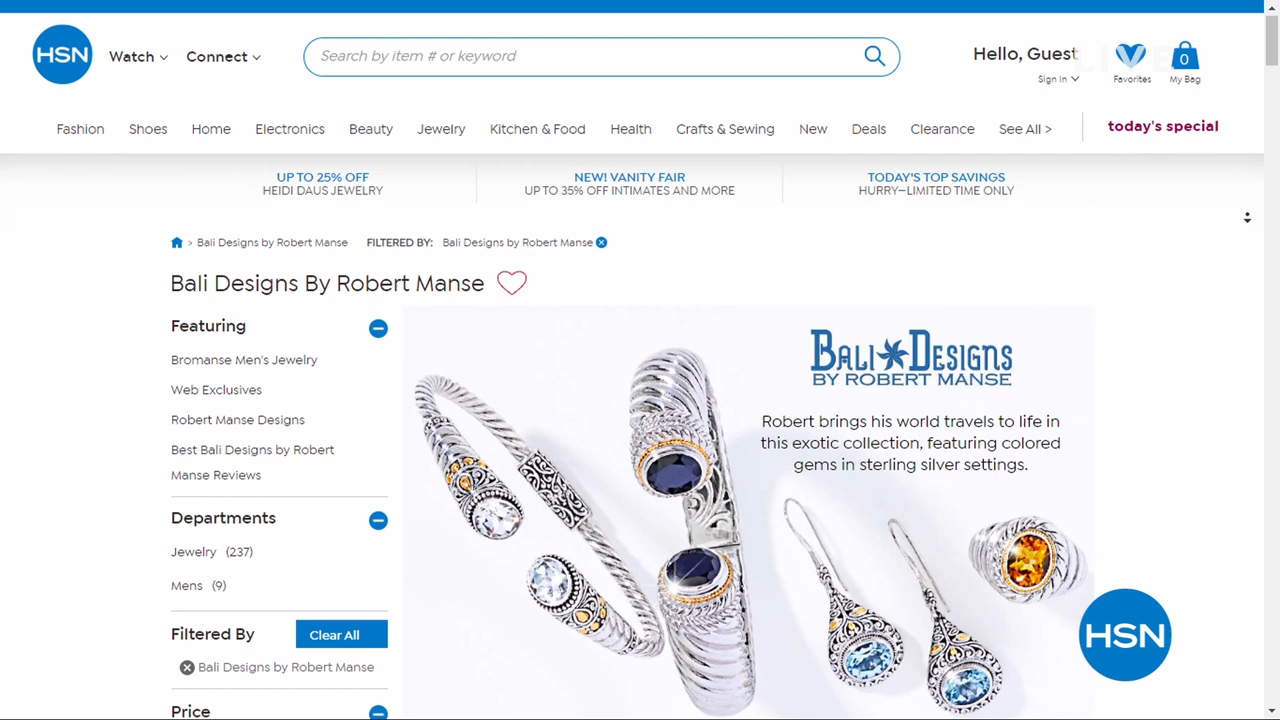 HSN
Watch
Connect
Search by item # or keyword
Hello, Guest
Sign In
LIVE
Favorites
0
My Bag
Fashion
Shoes
Home
Electronics
Beauty
Jewelry
Kitchen & Food
Health
Crafts & Sewing
New
Deals
Clearance
See All >
today's special
UP TO 25% OFF
HEIDI DAUS JEWELRY
NEW! VANITY FAIR
UP TO 35% OFF INTIMATES AND MORE
TODAY'S TOP SAVINGS
HURRY–LIMITED TIME ONLY
> Bali Designs by Robert Manse
FILTERED BY: Bali Designs by Robert Manse
Bali Designs By Robert Manse
Featuring
Bromanse Men's Jewelry
Web Exclusives
Robert Manse Designs
Best Bali Designs by Robert
Manse Reviews
Departments
Jewelry (237)
Mens (9)
Filtered By
Clear All
Bali Designs by Robert Manse
Price
BALI DESIGNS
BY ROBERT MANSE
Robert brings his world travels to life in
this exotic collection, featuring colored
gems in sterling silver settings.
HSN